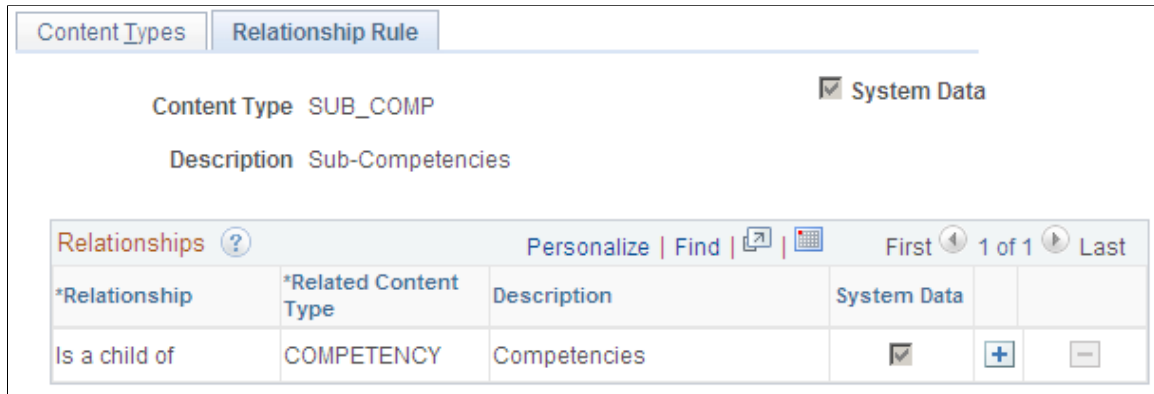 Content Types Relationship Rule
Content Type SUB_COMP System Data
Description Sub-Competencies
Relationships ? Personalize | Find | | First 1 of 1 Last
*Relationship *Related Content Type Description System Data
Is a child of COMPETENCY Competencies + −